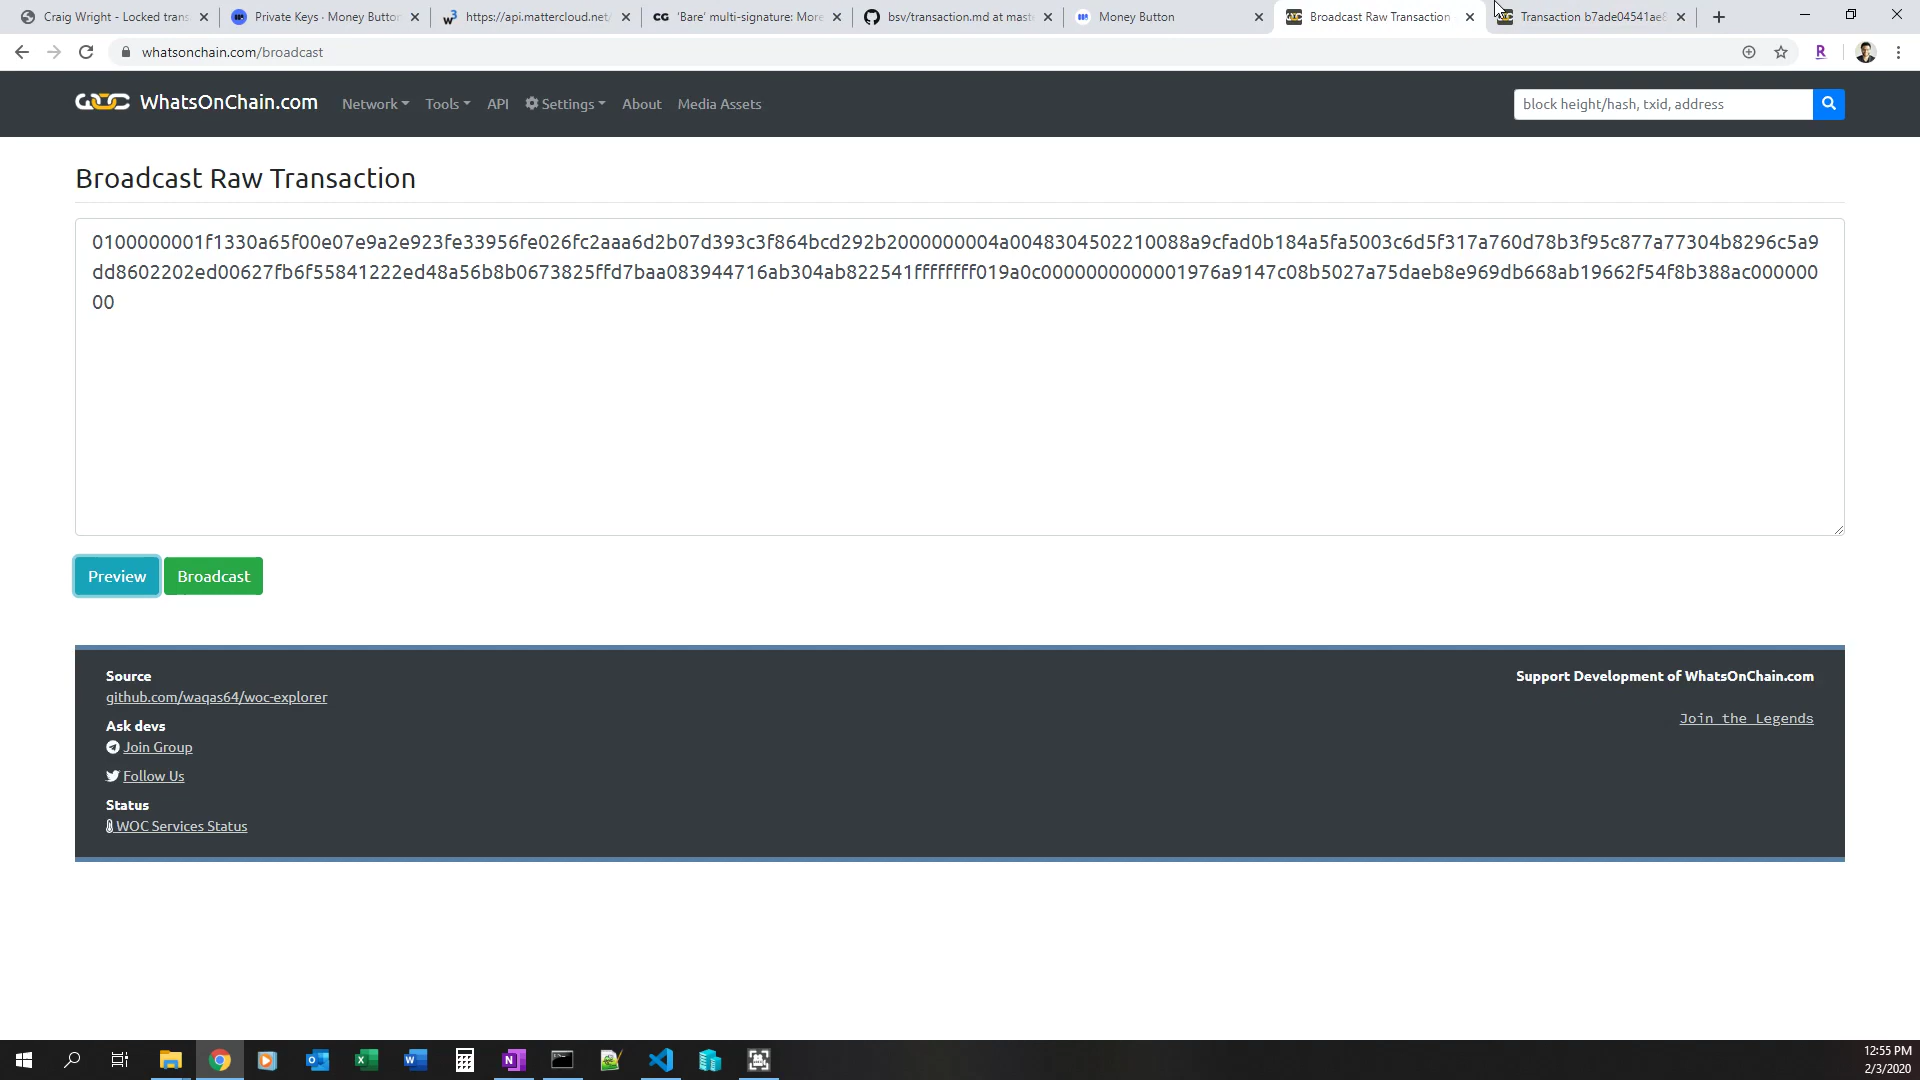 Craig Wright - Locked trans
Private Keys · Money Button
https://api.mattercloud.net/
'Bare' multi-signature: More
bsv/transaction.md at mast
Money Button
Broadcast Raw Transaction
Transaction b7ade04541ae8
whatsonchain.com/broadcast
R
WhatsOnChain.com
Network
Tools
API
Settings
About
Media Assets
block height/hash, txid, address
Broadcast Raw Transaction
0100000001f1330a65f00e07e9a2e923fe33956fe026fc2aaa6d2b07d393c3f864bcd292b2000000004a0048304502210088a9cfad0b184a5fa5003c6d5f317a760d78b3f95c877a77304b8296c5a9
dd8602202ed00627fb6f55841222ed48a56b8b0673825ffd7baa083944716ab304ab822541ffffffff019a0c0000000000001976a9147c08b5027a75daeb8e969db668ab19662f54f8b388ac000000
00
Preview
Broadcast
Source
github.com/waqas64/woc-explorer
Ask devs
Join Group
Follow Us
Status
WOC Services Status
Support Development of WhatsOnChain.com
Join the Legends
12:55 PM
2/3/2020